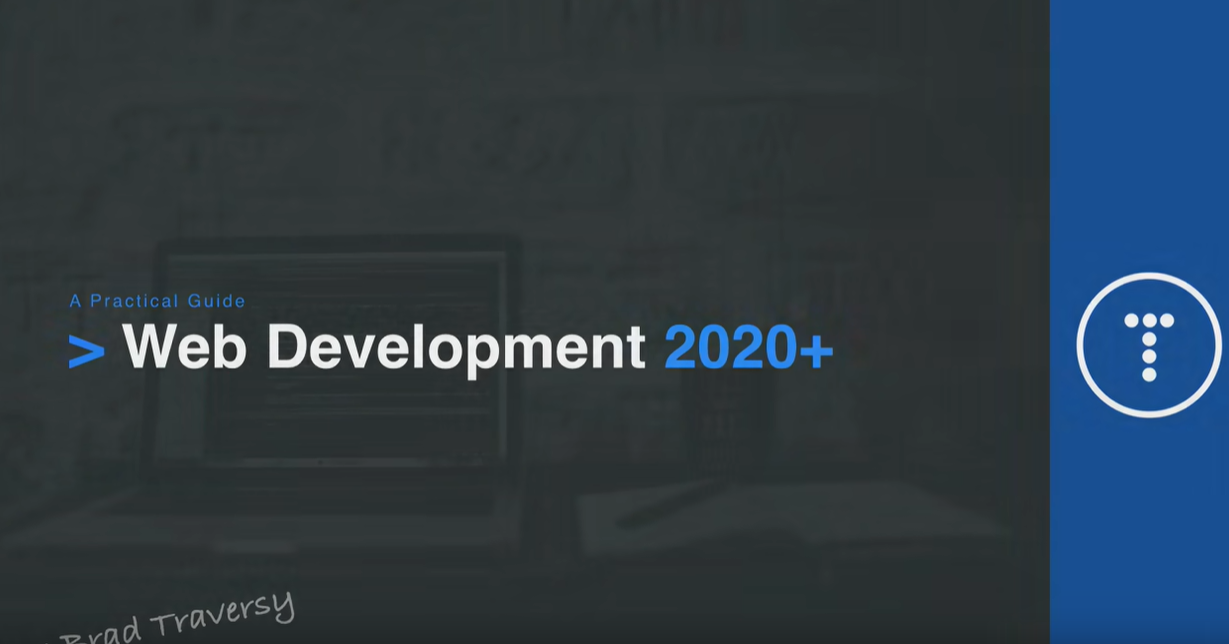 A Practical Guide
> Web Development 2020+
Brad Traversy